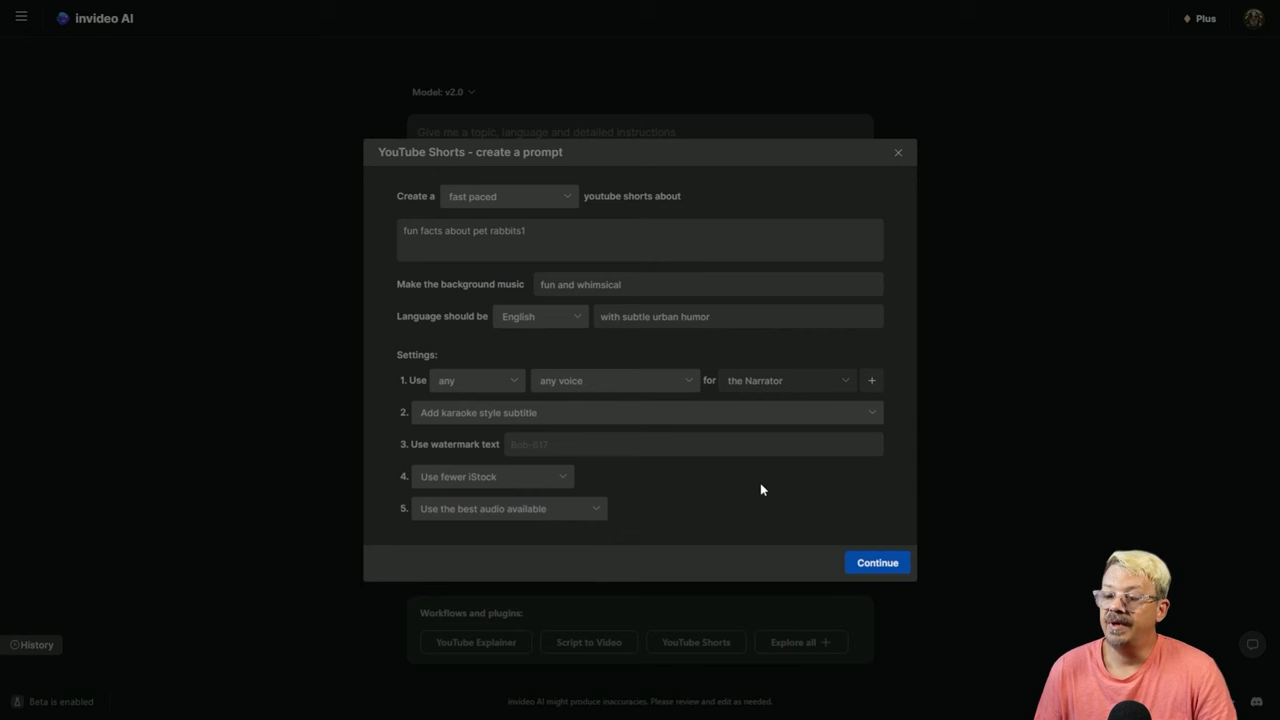 invideo AI
Plus
Model: v2.0
Give me a topic, language and detailed instructions
YouTube Shorts - create a prompt
Create a fast paced youtube shorts about
fun facts about pet rabbits1
Make the background music fun and whimsical
Language should be English with subtle urban humor
Settings:
1. Use any any voice for the Narrator +
2. Add karaoke style subtitle
3. Use watermark text Bob-617
4. Use fewer iStock
5. Use the best audio available
Continue
Workflows and plugins:
YouTube Explainer Script to Video YouTube Shorts Explore all +
History
Beta is enabled
invideo AI might produce inaccuracies. Please review and edit as needed.